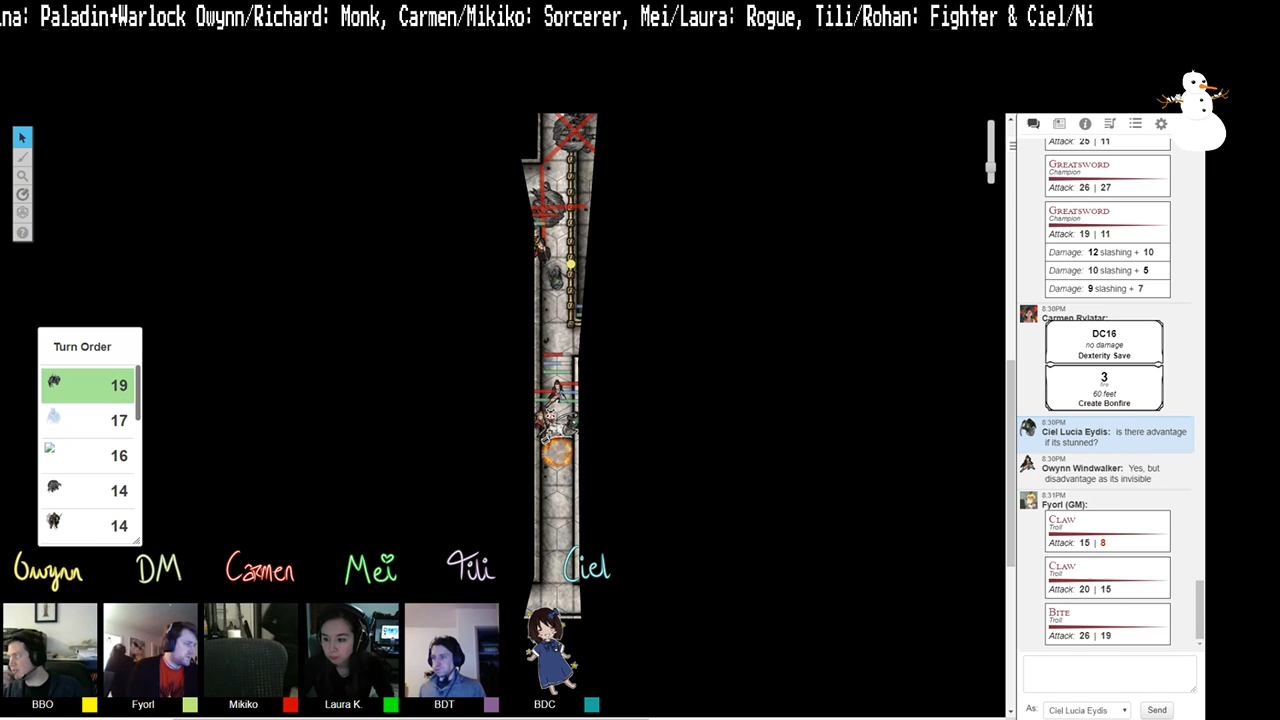 na: Paladin+Warlock Owynn/Richard: Monk, Carmen/Mikiko: Sorcerer, Mei/Laura: Rogue, Tili/Rohan: Fighter & Ciel/Ni
Attack: 25 | 11
GREATSWORD
Champion
Attack: 26 | 27
GREATSWORD
Champion
Attack: 19 | 11
Damage: 12 slashing + 10
Damage: 10 slashing + 5
Damage: 9 slashing + 7
8:30PM
Carmen Rylatar:
DC16
no damage
Dexterity Save
3
fire
60 feet
Create Bonfire
8:30PM
Ciel Lucia Eydis: is there advantage
if its stunned?
8:30PM
Owynn Windwalker: Yes, but
disadvantage as its invisible
8:31PM
Fyorl (GM):
CLAW
Troll
Attack: 15 | 8
CLAW
Troll
Attack: 20 | 15
BITE
Troll
Attack: 26 | 19
As: Ciel Lucia Eydis Send
Turn Order
19
17
16
14
14
Owynn DM Carmen Mei Tili Ciel
BBO Fyorl Mikiko Laura K. BDT BDC